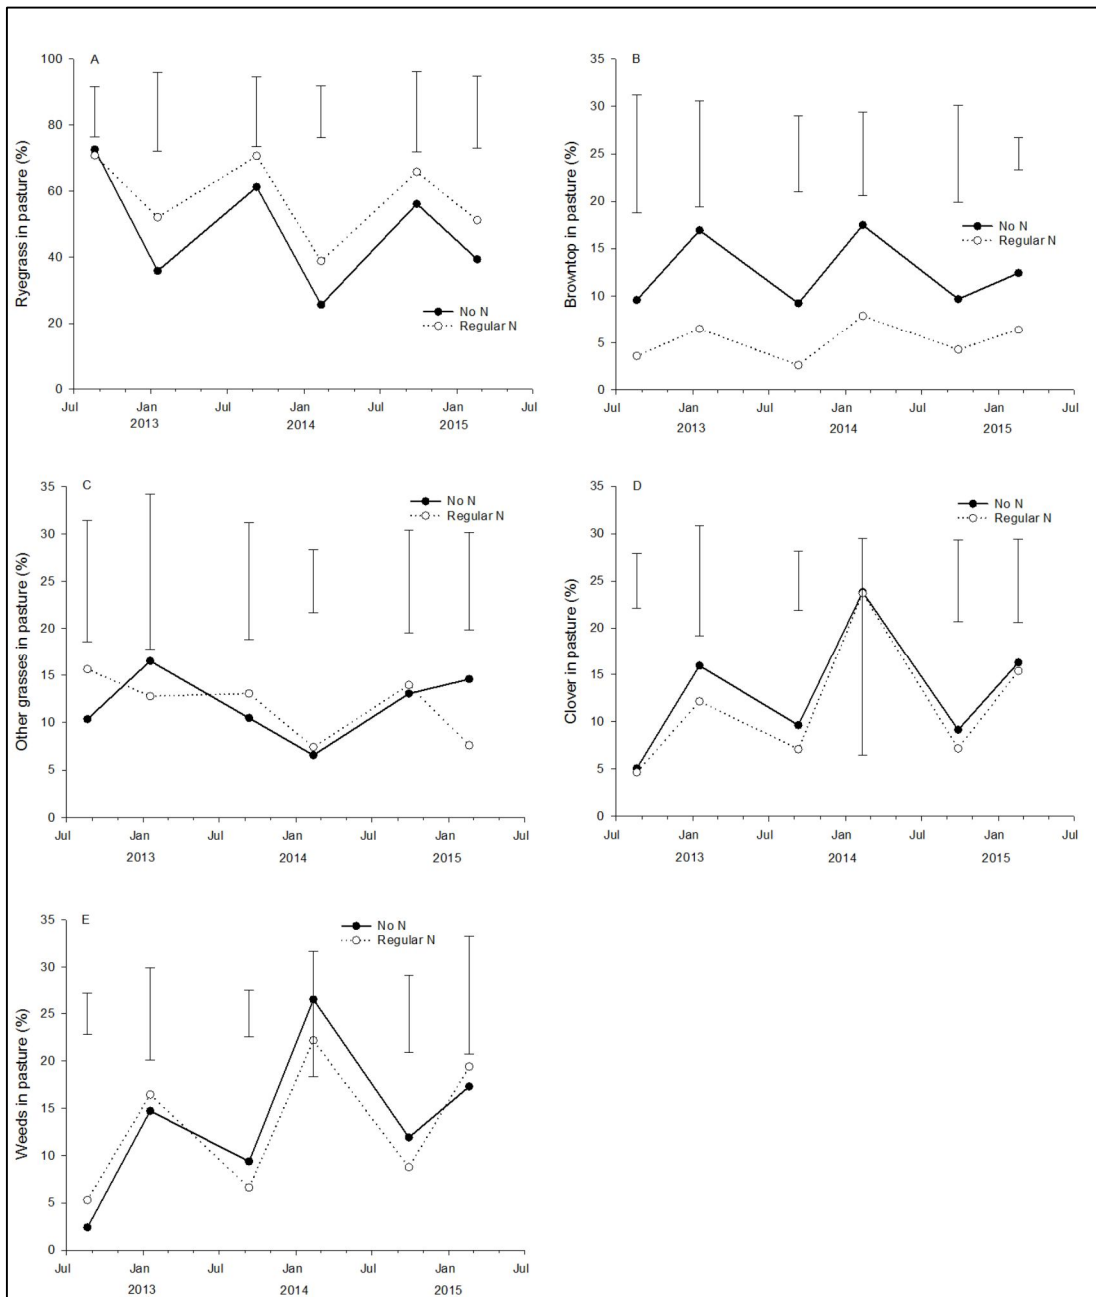 A
Ryegrass in pasture (%)
100
80
60
40
20
0
No N
Regular N
Jul Jan Jul Jan Jul Jan Jul
2013 2014 2015
B
Browntop in pasture (%)
35
30
25
20
15
10
5
0
No N
Regular N
Jul Jan Jul Jan Jul Jan Jul
2013 2014 2015
C
Other grasses in pasture (%)
35
30
25
20
15
10
5
0
No N
Regular N
Jul Jan Jul Jan Jul Jan Jul
2013 2014 2015
D
Clover in pasture (%)
35
30
25
20
15
10
5
0
No N
Regular N
Jul Jan Jul Jan Jul Jan Jul
2013 2014 2015
E
Weeds in pasture (%)
35
30
25
20
15
10
5
0
No N
Regular N
Jul Jan Jul Jan Jul Jan Jul
2013 2014 2015